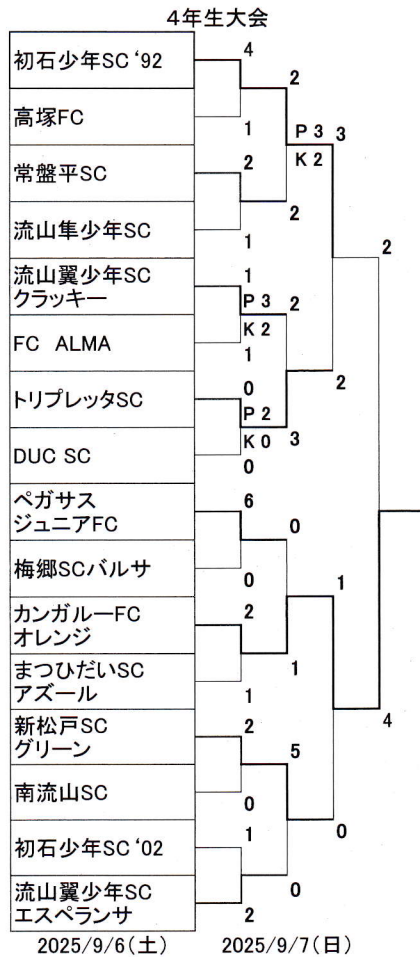 4年生大会
初石少年SC‘92
4
2
高塚FC
1
P 3
K 2
3
常盤平SC
2
流山隼少年SC
1
2
2
流山翼少年SC
クラッキー
1
P 3
K 2
2
FC ALMA
1
トリプレッタSC
0
P 2
K 0
2
DUC SC
0
3
ペガサス
ジュニアFC
6
0
梅郷SCバルサ
0
カンガルーFC
オレンジ
2
1
まつひだいSC
アズール
1
1
新松戸SC
グリーン
2
5
4
南流山SC
0
初石少年SC‘02
1
0
流山翼少年SC
エスペランサ
2
0
2025/9/6(土)
2025/9/7(日)